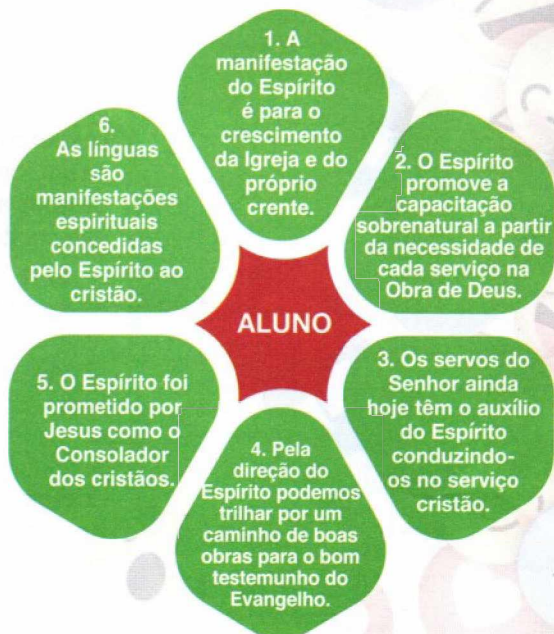 1. A
manifestação
do Espírito
é para o
crescimento
da Igreja e do
próprio
crente.
2. O Espírito
promove a
capacitação
sobrenatural a partir
da necessidade de
cada serviço na
Obra de Deus.
3. Os servos do
Senhor ainda
hoje têm o auxílio
do Espírito
conduzindo-
os no serviço
cristão.
4. Pela
direção do
Espírito podemos
trilhar por um
caminho de boas
obras para o bom
testemunho do
Evangelho.
5. O Espírito foi
prometido por
Jesus como o
Consolador
dos cristãos.
6.
As línguas
são
manifestações
espirituais
concedidas
pelo Espírito ao
cristão.
ALUNO